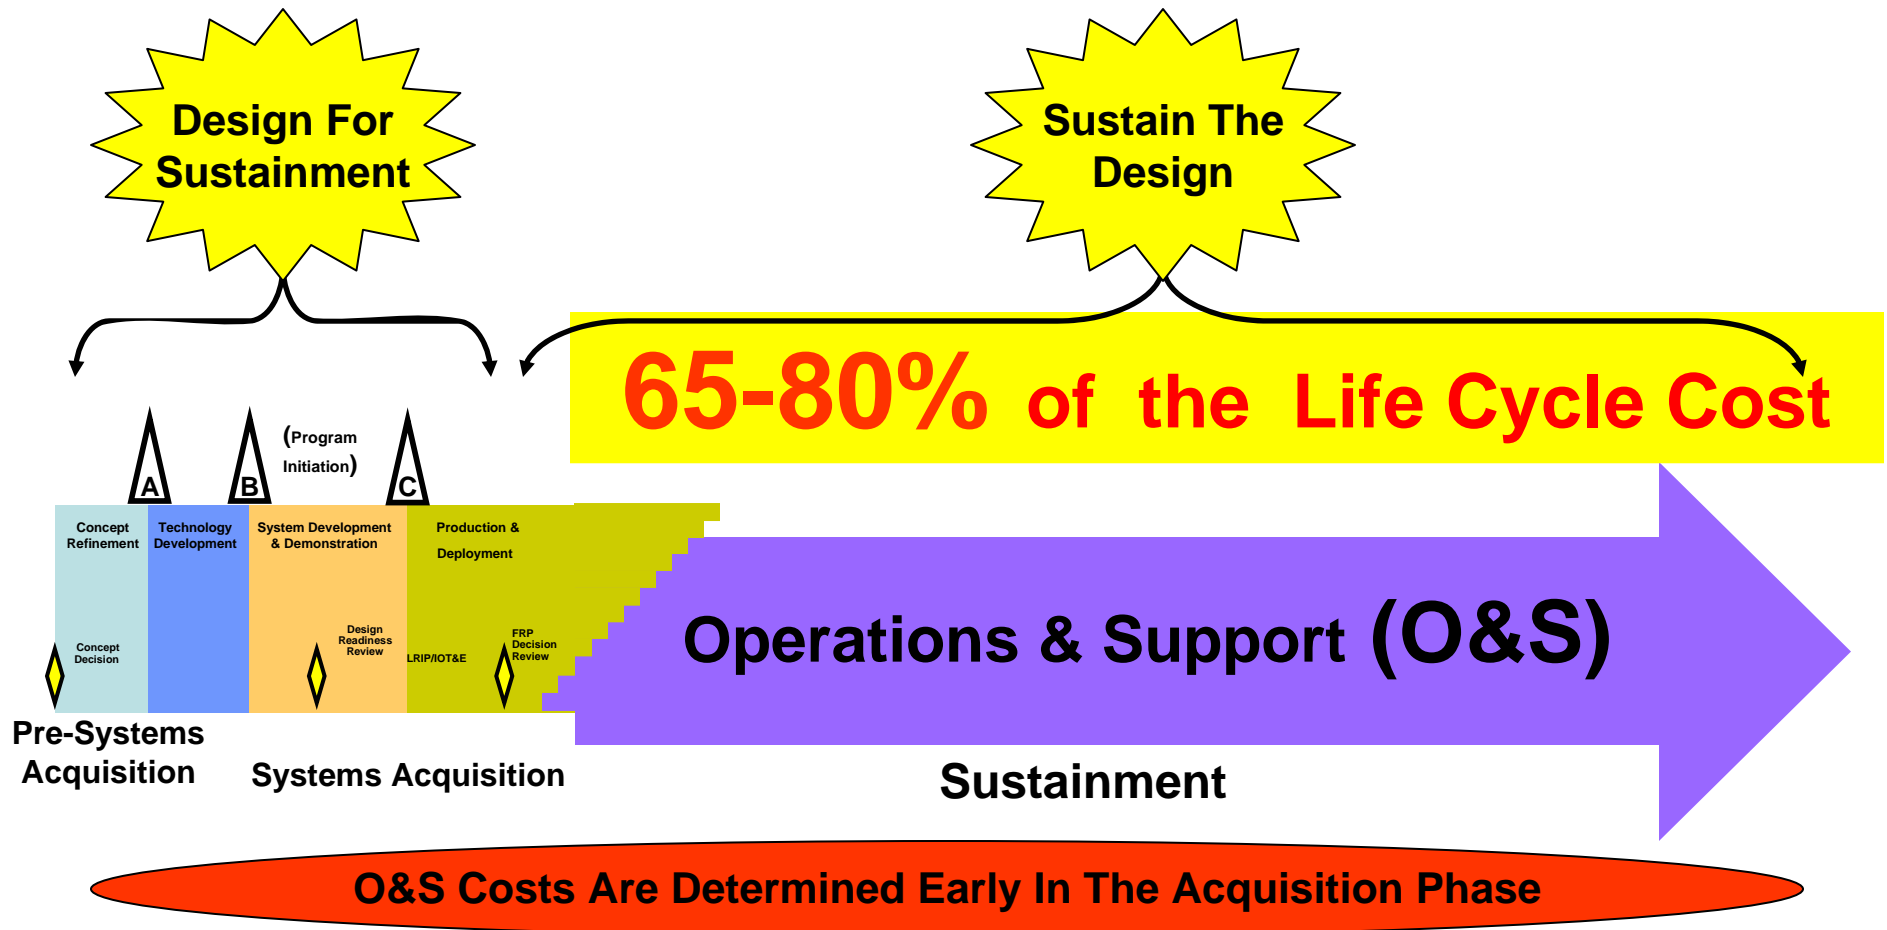 Design For
Sustainment
Sustain The
Design
65-80% of the Life Cycle Cost
(Program
Initiation)
A
B
C
Concept
Refinement
Technology
Development
System Development
& Demonstration
Production &
Deployment
Concept
Decision
Design
Readiness
Review
LRIP/IOT&E
FRP
Decision
Review
Operations & Support (O&S)
Pre-Systems
Acquisition
Systems Acquisition
Sustainment
O&S Costs Are Determined Early In The Acquisition Phase